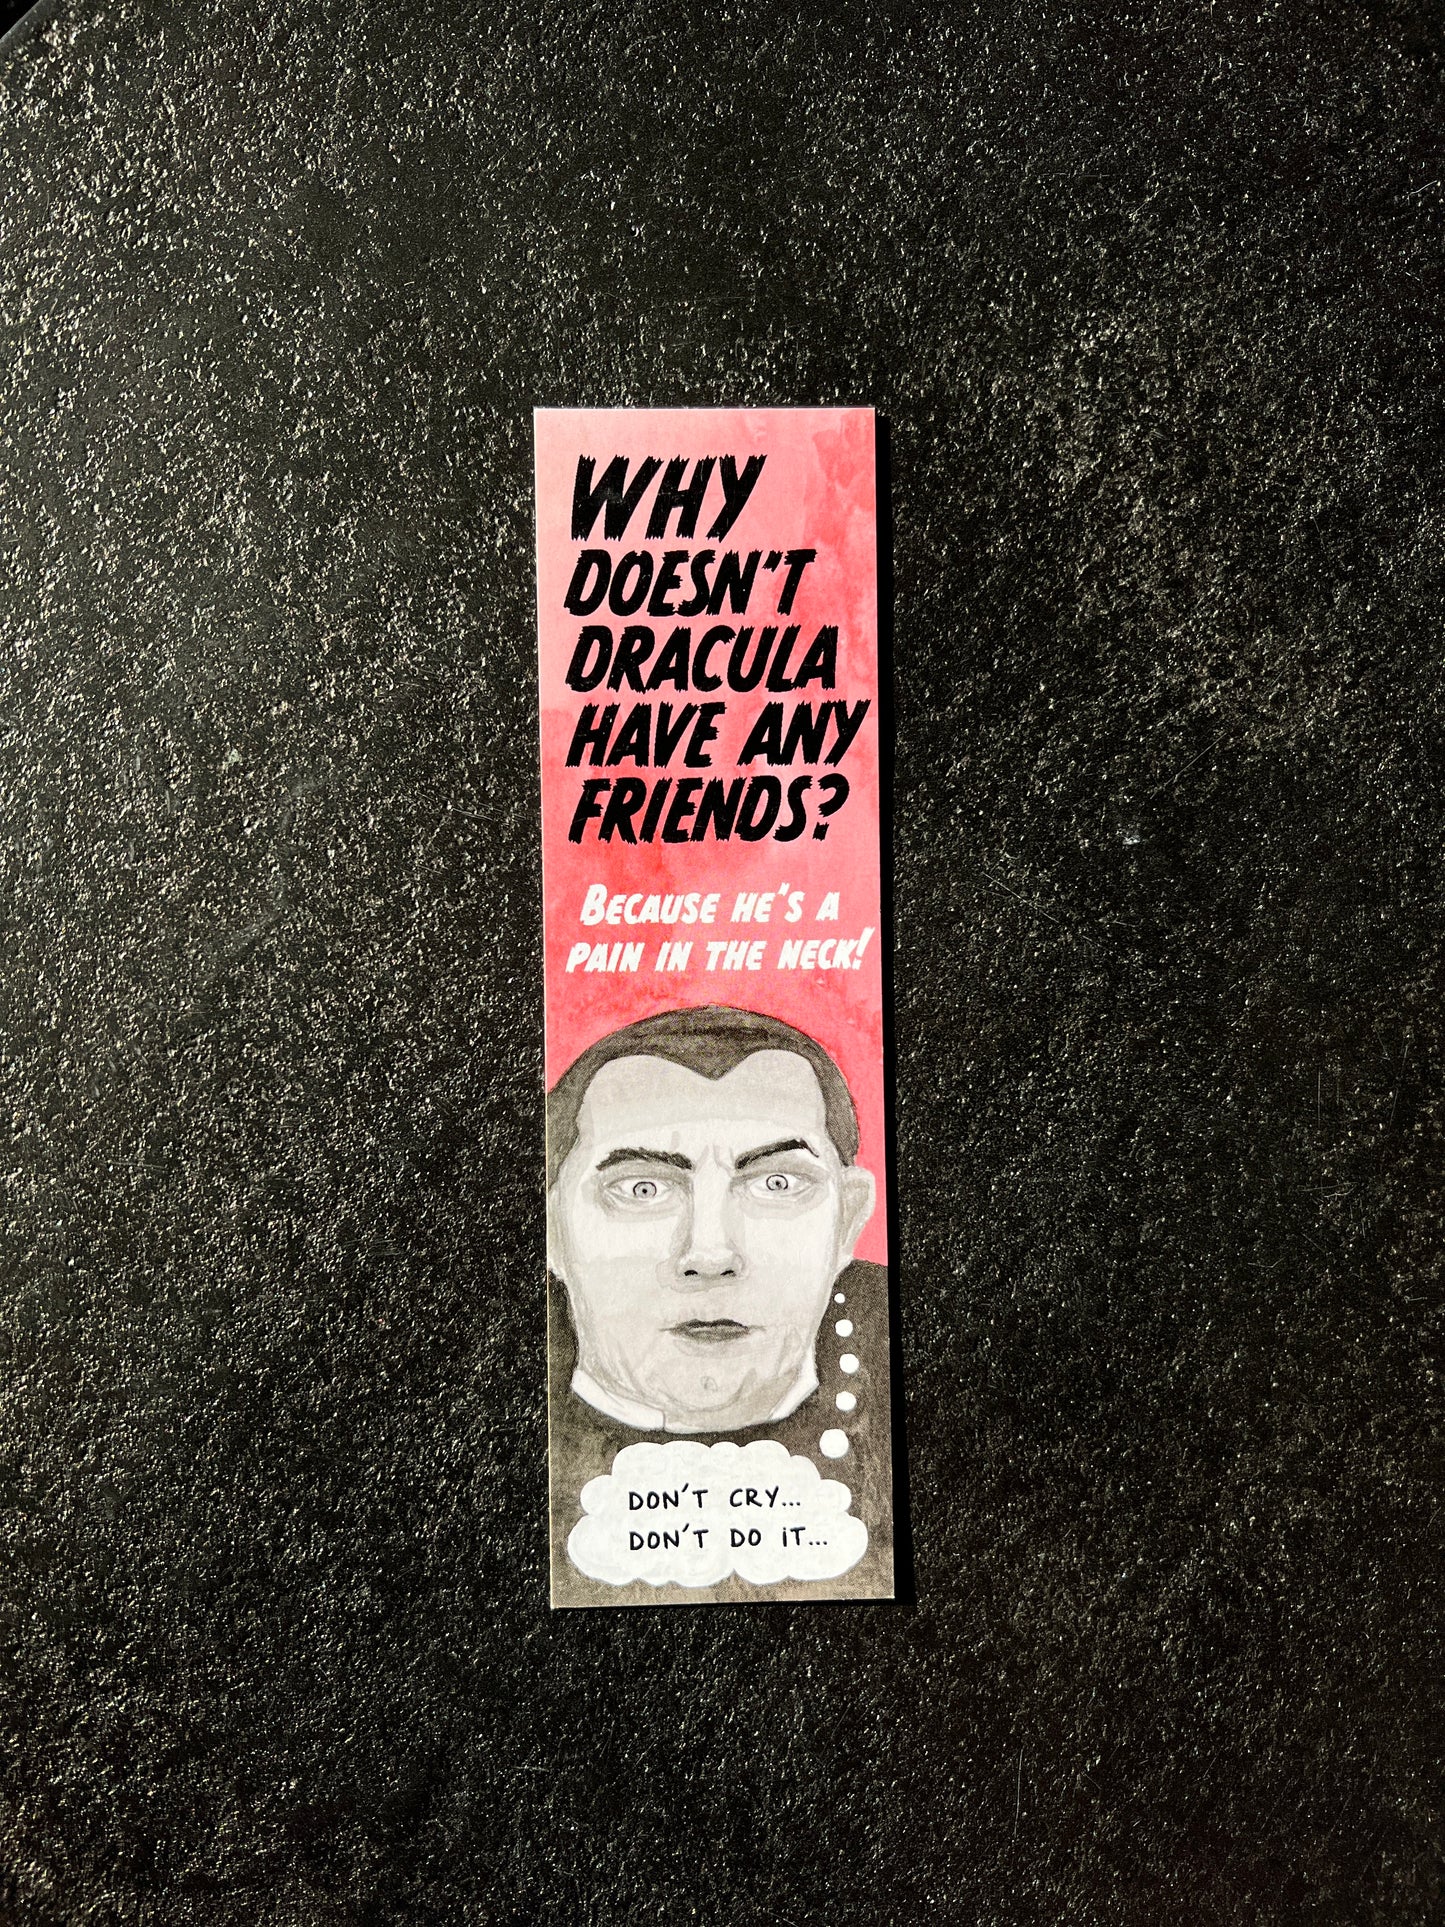 WHY
DOESN'T
DRACULA
HAVE ANY
FRIENDS?
BECAUSE HE'S A
PAIN IN THE NECK!
DON'T CRY...
DON'T DO iT...